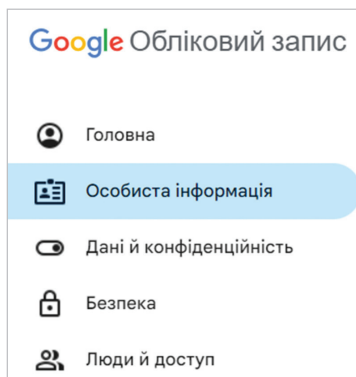 Google Обліковий запис
Головна
Особиста інформація
Дані й конфіденційність
Безпека
Люди й доступ